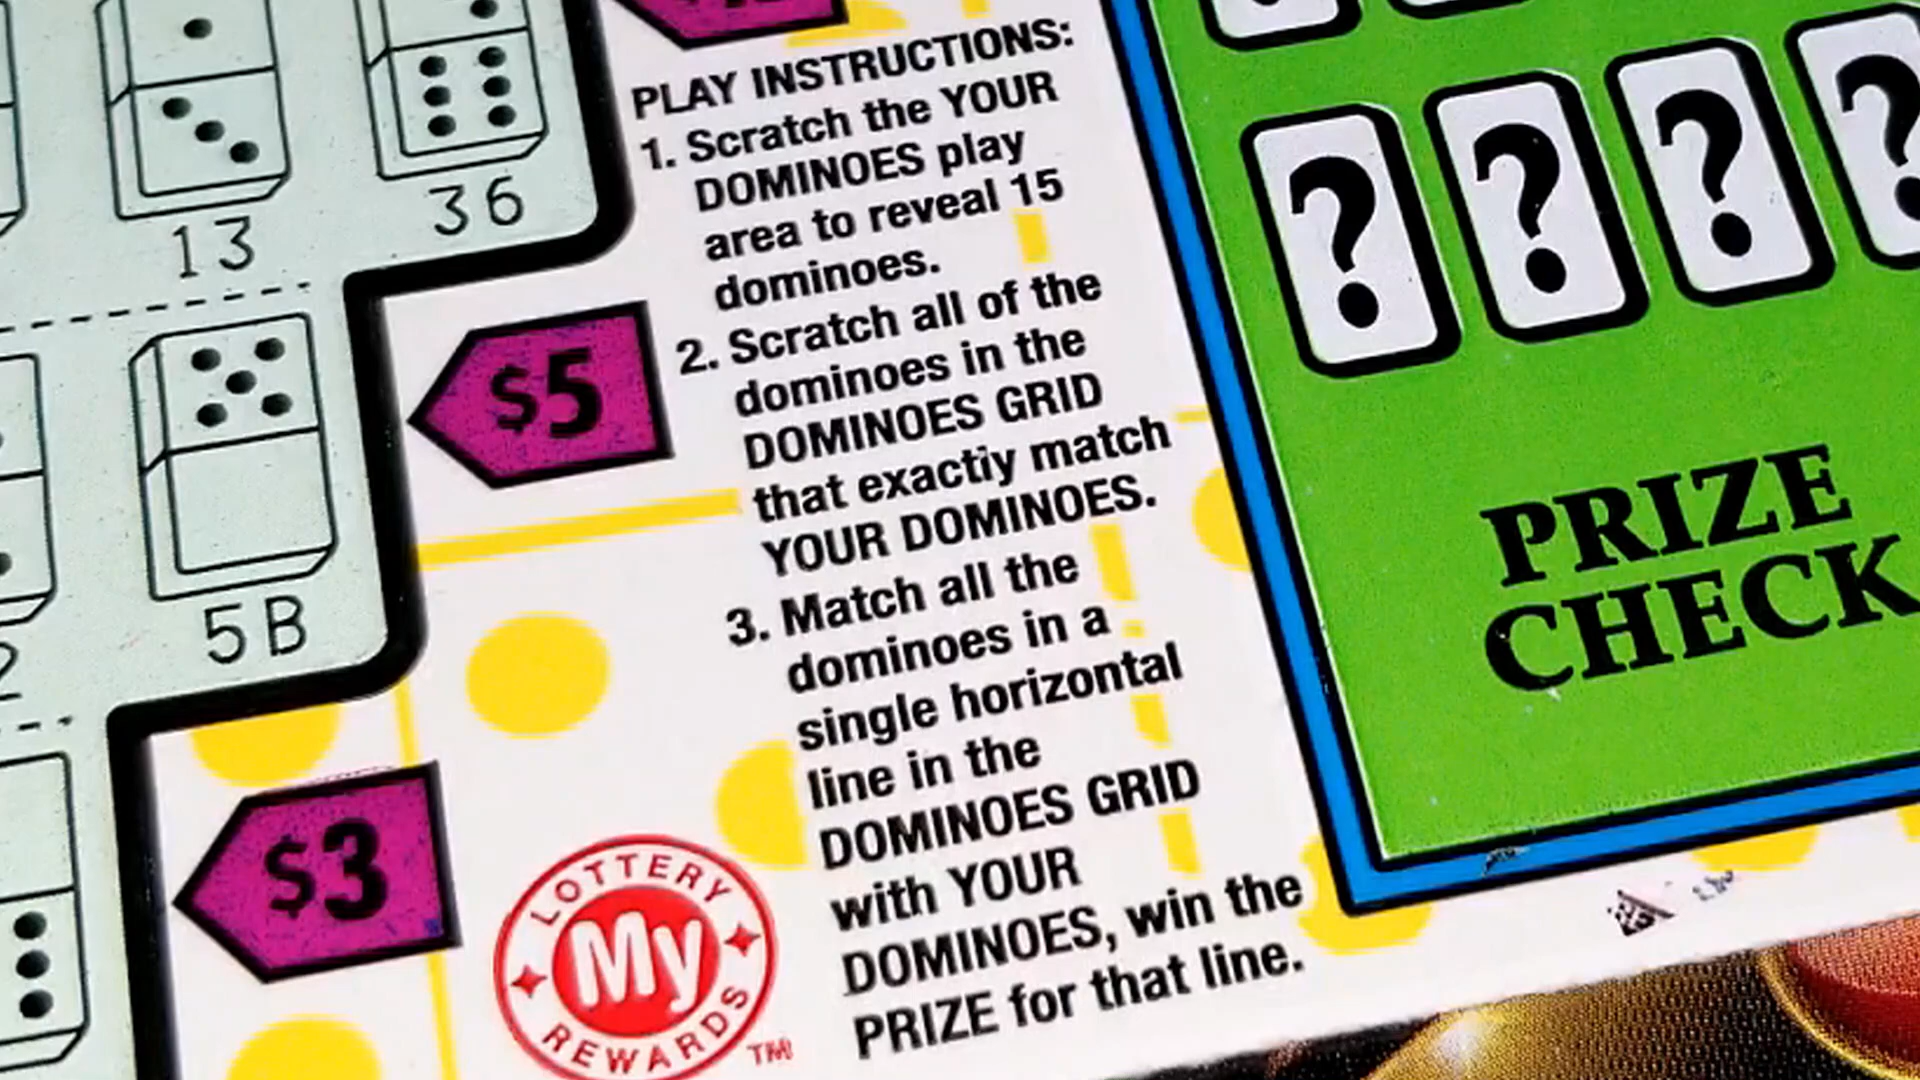 PLAY INSTRUCTIONS:
1. Scratch the YOUR
DOMINOES play
area to reveal 15
dominoes.
2. Scratch all of the
dominoes in the
DOMINOES GRID
that exactly match
YOUR DOMINOES.
3. Match all the
dominoes in a
single horizontal
line in the
DOMINOES GRID
with YOUR
DOMINOES, win the
PRIZE for that line.
13
36
$5
5B
2
$3
LOTTERY
My
REWARDS
TM
? ? ? ?
PRIZE
CHECK